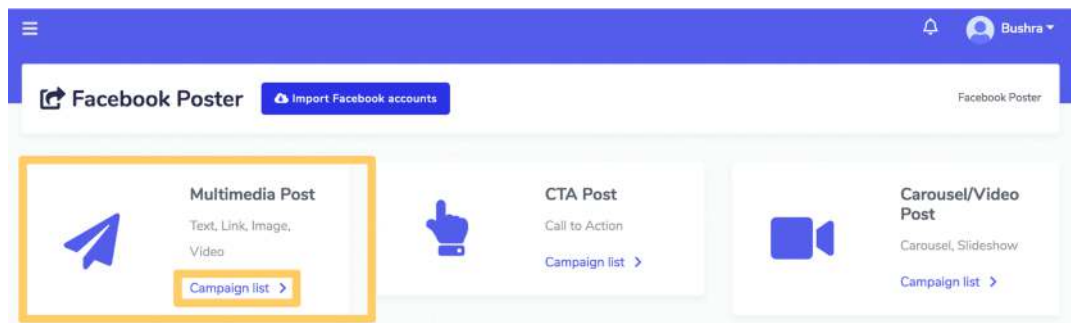 Bushra
Facebook Poster
Import Facebook accounts
Facebook Poster
Multimedia Post
Text, Link, Image,
Video
Campaign list
CTA Post
Call to Action
Campaign list
Carousel/Video
Post
Carousel, Slideshow
Campaign list